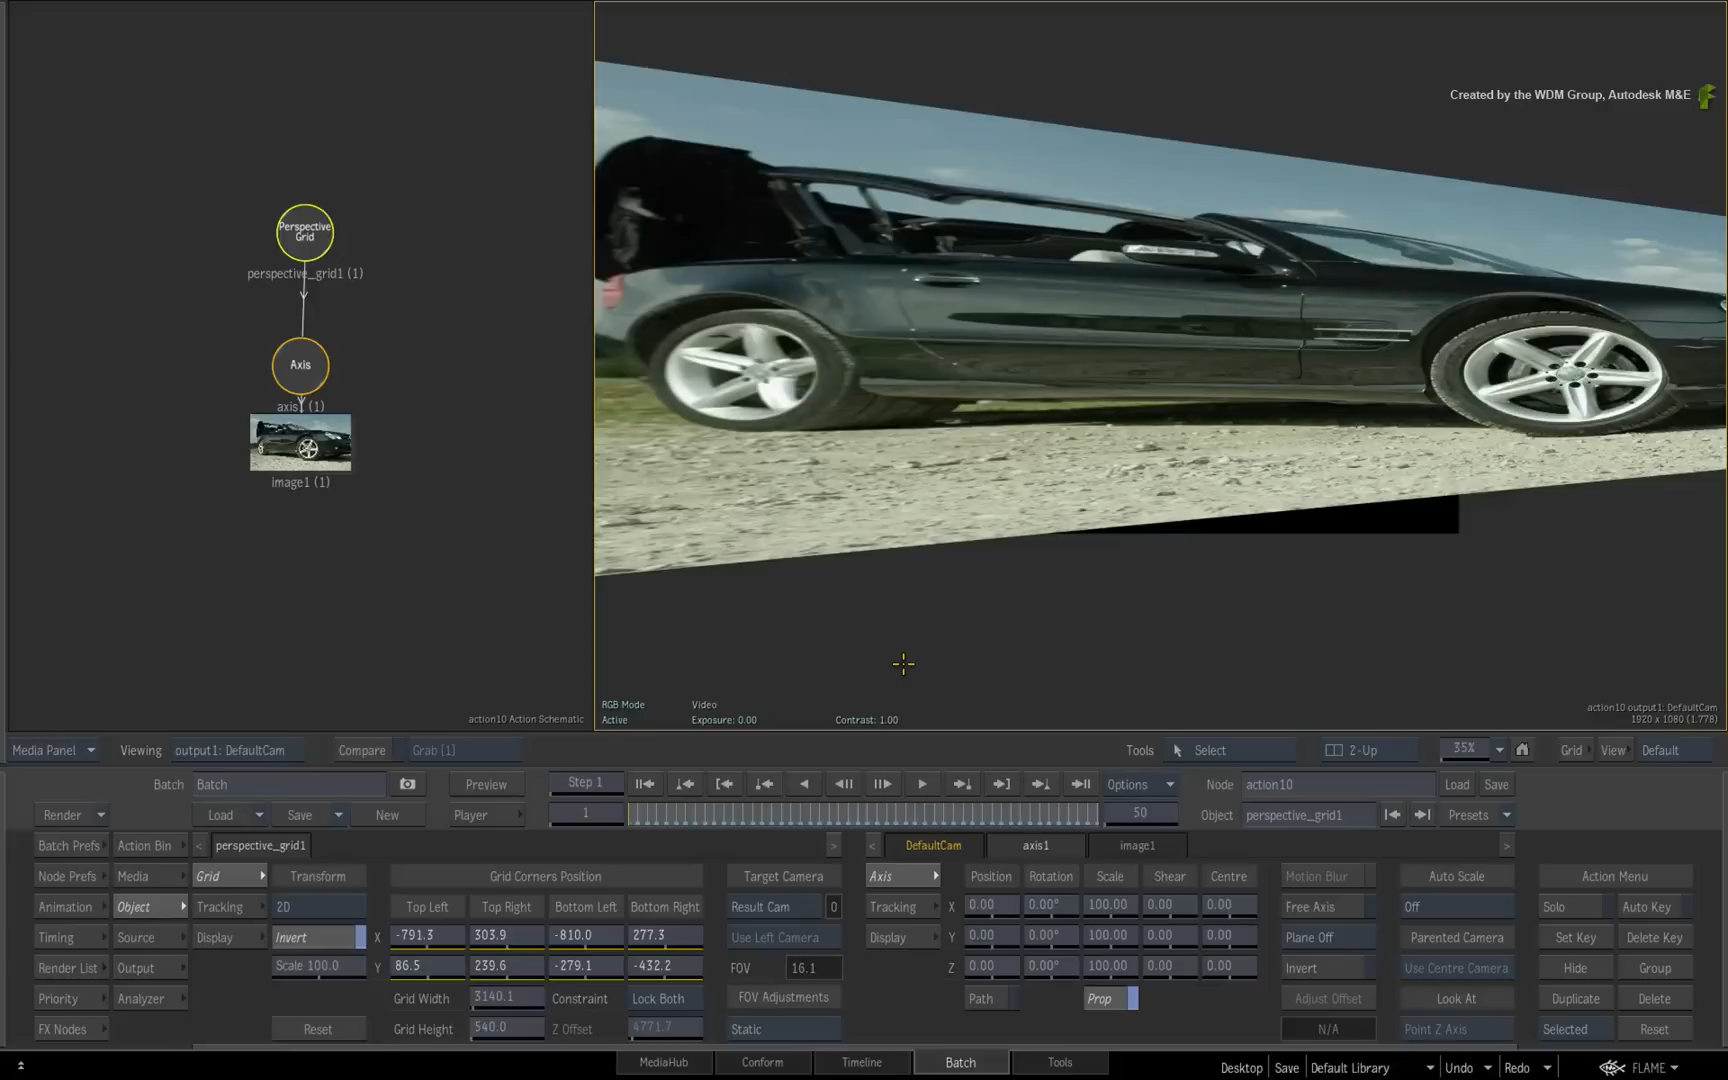 Created by the WDM Group, Autodesk M&E
Perspective
Grid
perspective_grid1 (1)
Axis
axis1 (1)
image1 (1)
action10 Action Schematic
RGB Mode Video
Active Exposure: 0.00 Contrast: 1.00
action10 output1: DefaultCam
1920 x 1080 (1.778)
Media Panel Viewing output1: DefaultCam Compare Grab [1] Tools Select 2-Up 35% Grid View Default
Batch Batch Preview Step 1 Options Node action10 Load Save
Render Load Save New Player 1 50 Object perspective_grid1 Presets
Batch Prefs Action Bin < perspective_grid1 > < DefaultCam axis1 image1 >
Node Prefs Media Grid Transform Grid Corners Position Target Camera Axis Position Rotation Scale Shear Centre Motion Blur Auto Scale Action Menu
Animation Object Tracking 2D Top Left Top Right Bottom Left Bottom Right Result Cam 0 Tracking X 0.00 0.00° 100.00 0.00 0.00 Free Axis Off Solo Auto Key
Timing Source Display Invert X -791.3 303.9 -810.0 277.3 Use Left Camera Display Y 0.00 0.00° 100.00 0.00 0.00 Plane Off Parented Camera Set Key Delete Key
Render List Output Scale 100.0 Y 86.5 239.6 -279.1 -432.2 FOV 16.1 Z 0.00 0.00° 100.00 0.00 0.00 Invert Use Centre Camera Hide Group
Priority Analyzer Grid Width 3140.1 Constraint Lock Both FOV Adjustments Path Prop Adjust Offset Look At Duplicate Delete
FX Nodes Reset Grid Height 540.0 Z Offset 4771.7 Static N/A Point Z Axis Selected Reset
MediaHub Conform Timeline Batch Tools Desktop Save Default Library Undo Redo FLAME